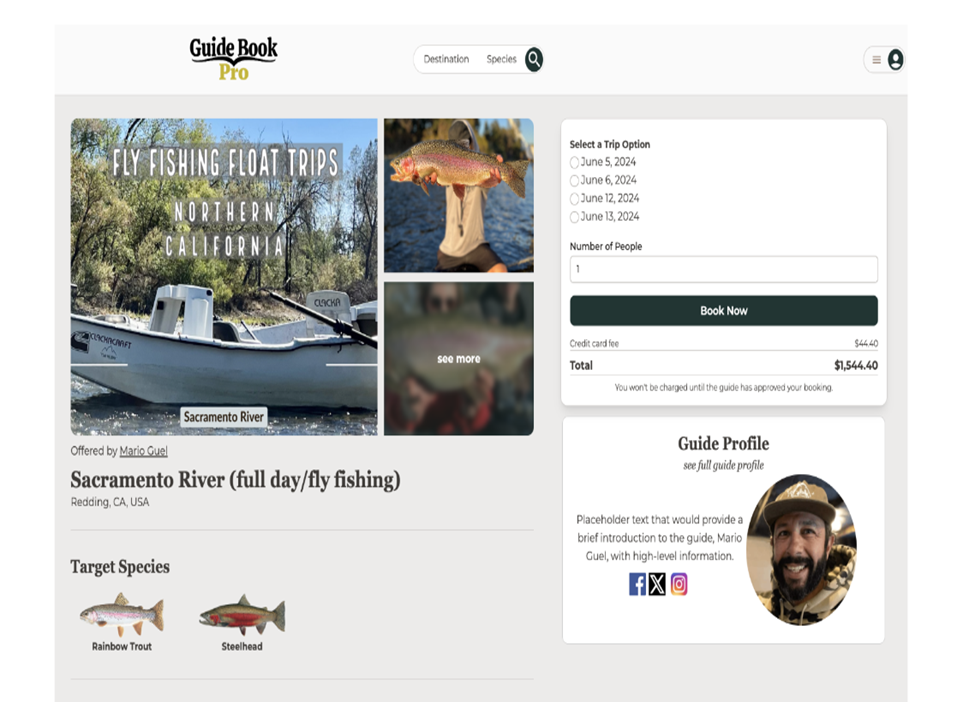 Guide Book
Pro
Destination Species
FLY FISHING FLOAT TRIPS
NORTHERN
CALIFORNIA
CLACKA
CLACKACRAFT
Sacramento River
see more
Offered by Mario Guel
Sacramento River (full day/fly fishing)
Redding, CA, USA
Target Species
Rainbow Trout
Steelhead
Select a Trip Option
June 5, 2024
June 6, 2024
June 12, 2024
June 13, 2024
Number of People
1
Book Now
Credit card fee $44.40
Total $1,544.40
You won't be charged until the guide has approved your booking.
Guide Profile
see full guide profile
Placeholder text that would provide a
brief introduction to the guide, Mario
Guel, with high-level information.